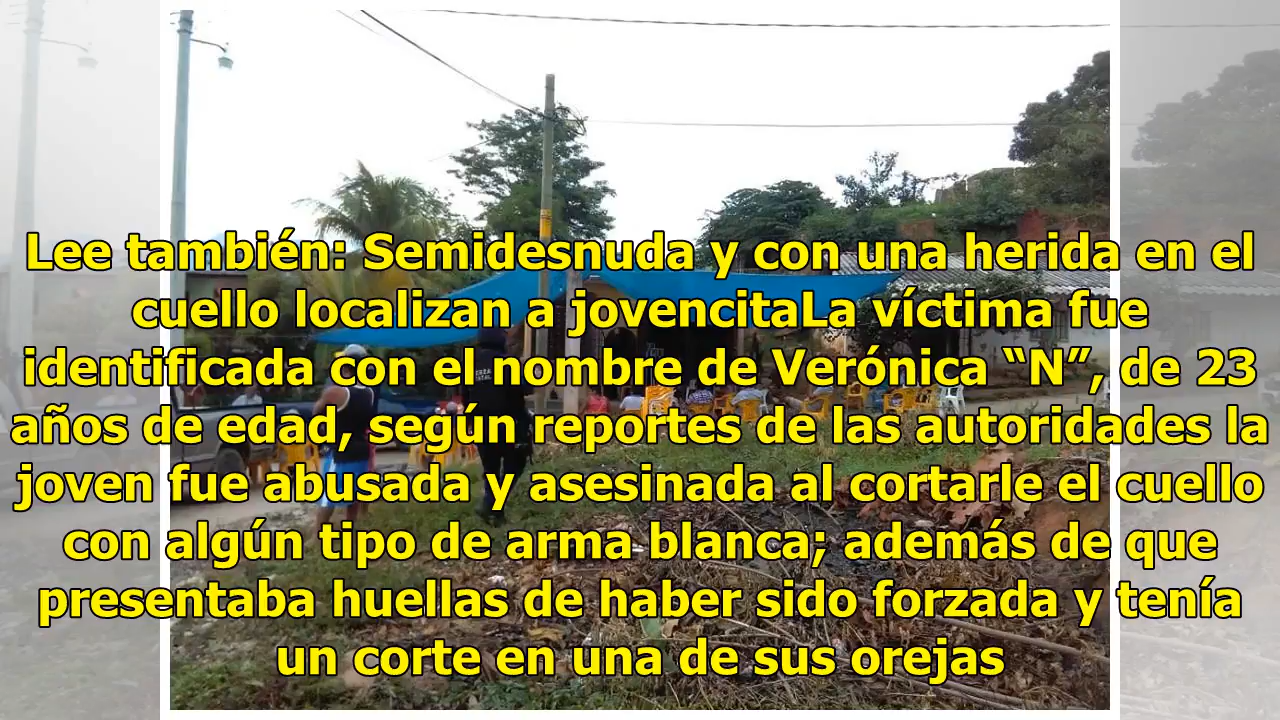 Lee también: Semidesnuda y con una herida en el
cuello localizan a jovencitaLa víctima fue
identificada con el nombre de Verónica “N”, de 23
años de edad, según reportes de las autoridades la
joven fue abusada y asesinada al cortarle el cuello
con algún tipo de arma blanca; además de que
presentaba huellas de haber sido forzada y tenía
un corte en una de sus orejas